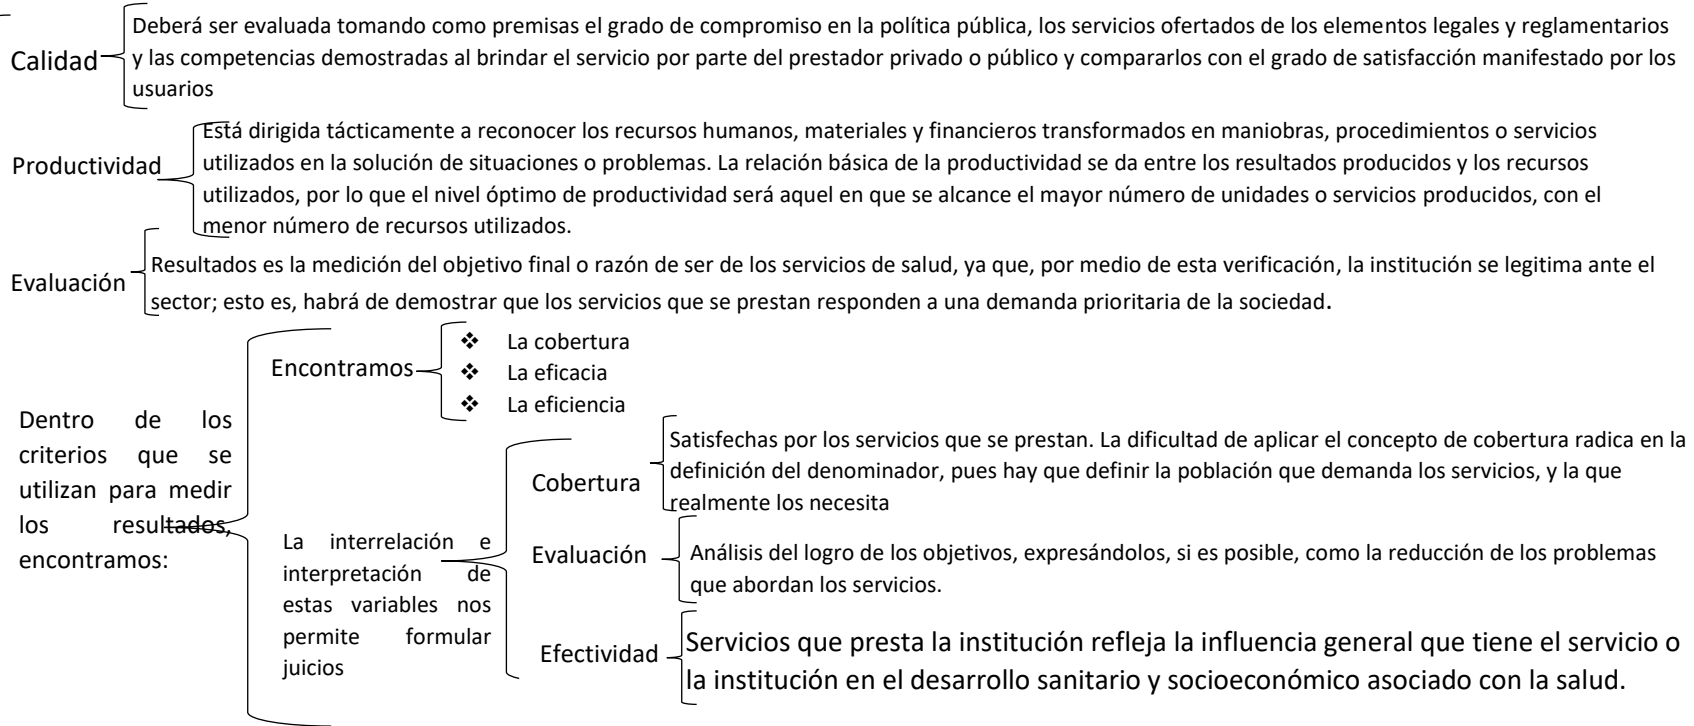 Calidad
Deberá ser evaluada tomando como premisas el grado de compromiso en la política pública, los servicios ofertados de los elementos legales y reglamentarios
y las competencias demostradas al brindar el servicio por parte del prestador privado o público y compararlos con el grado de satisfacción manifestado por los
usuarios
Productividad
Está dirigida tácticamente a reconocer los recursos humanos, materiales y financieros transformados en maniobras, procedimientos o servicios
utilizados en la solución de situaciones o problemas. La relación básica de la productividad se da entre los resultados producidos y los recursos
utilizados, por lo que el nivel óptimo de productividad será aquel en que se alcance el mayor número de unidades o servicios producidos, con el
menor número de recursos utilizados.
Evaluación
Resultados es la medición del objetivo final o razón de ser de los servicios de salud, ya que, por medio de esta verificación, la institución se legitima ante el
sector; esto es, habrá de demostrar que los servicios que se prestan responden a una demanda prioritaria de la sociedad.
Dentro de los
criterios que se
utilizan para medir
los resultados,
encontramos:
Encontramos
❖ La cobertura
❖ La eficacia
❖ La eficiencia
La interrelación e
interpretación de
estas variables nos
permite formular
juicios
Cobertura
Satisfechas por los servicios que se prestan. La dificultad de aplicar el concepto de cobertura radica en la
definición del denominador, pues hay que definir la población que demanda los servicios, y la que
realmente los necesita
Evaluación
Análisis del logro de los objetivos, expresándolos, si es posible, como la reducción de los problemas
que abordan los servicios.
Efectividad
Servicios que presta la institución refleja la influencia general que tiene el servicio o
la institución en el desarrollo sanitario y socioeconómico asociado con la salud.